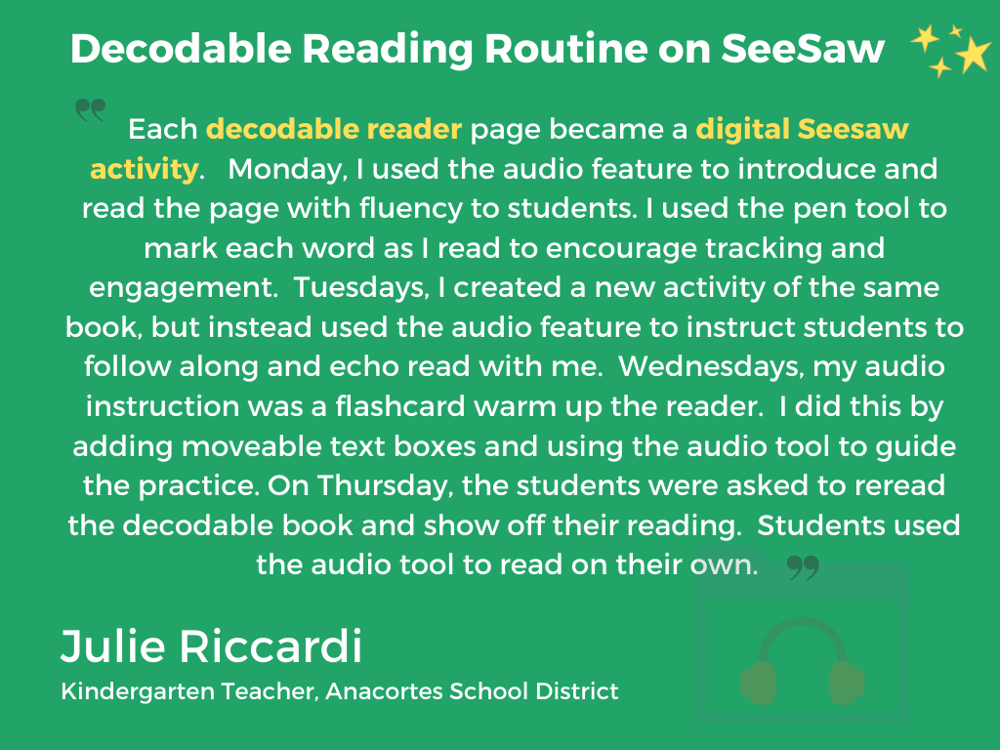 Decodable Reading Routine on SeeSaw
❞ Each decodable reader page became a digital Seesaw
activity.   Monday, I used the audio feature to introduce and
read the page with fluency to students. I used the pen tool to
mark each word as I read to encourage tracking and
engagement.  Tuesdays, I created a new activity of the same
book, but instead used the audio feature to instruct students to
follow along and echo read with me.  Wednesdays, my audio
instruction was a flashcard warm up the reader.  I did this by
adding moveable text boxes and using the audio tool to guide
the practice. On Thursday, the students were asked to reread
the decodable book and show off their reading.  Students used
the audio tool to read on their own. ❞
Julie Riccardi
Kindergarten Teacher, Anacortes School District